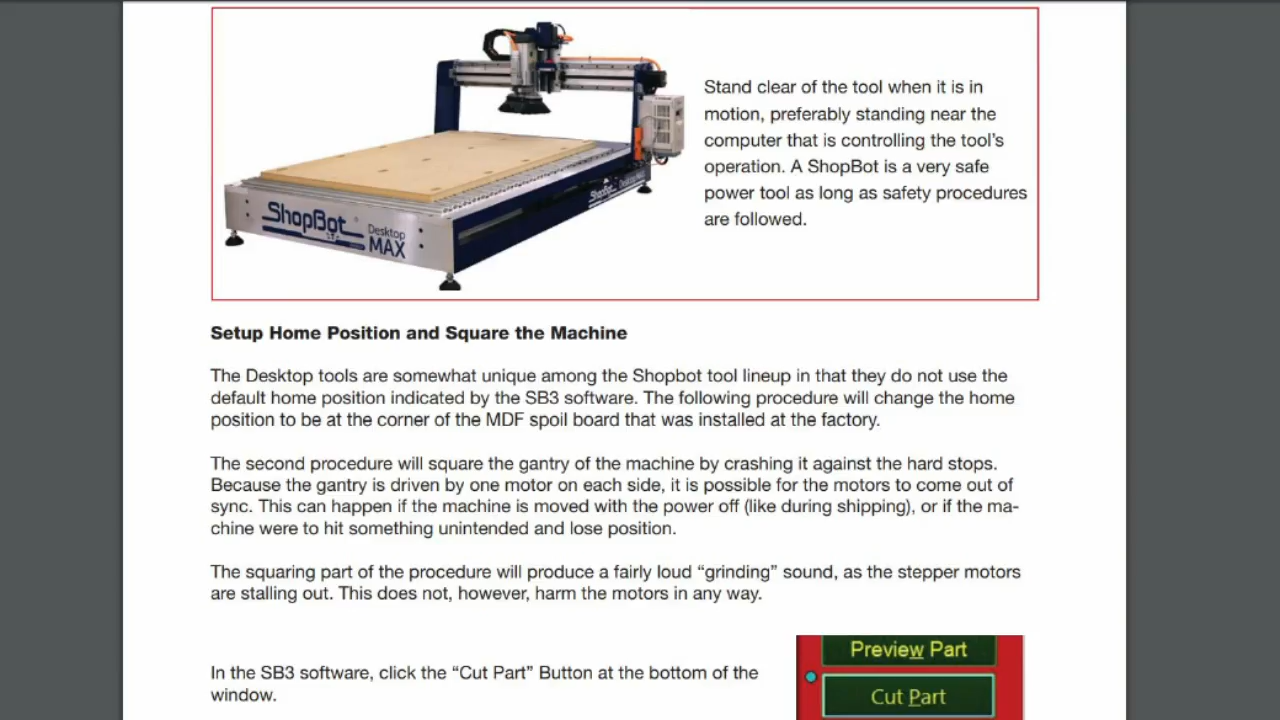 Stand clear of the tool when it is in
motion, preferably standing near the
computer that is controlling the tool's
operation. A ShopBot is a very safe
power tool as long as safety procedures
are followed.
ShopBot
Desktop
MAX
ShopBot
Setup Home Position and Square the Machine
The Desktop tools are somewhat unique among the Shopbot tool lineup in that they do not use the
default home position indicated by the SB3 software. The following procedure will change the home
position to be at the corner of the MDF spoil board that was installed at the factory.
The second procedure will square the gantry of the machine by crashing it against the hard stops.
Because the gantry is driven by one motor on each side, it is possible for the motors to come out of
sync. This can happen if the machine is moved with the power off (like during shipping), or if the ma-
chine were to hit something unintended and lose position.
The squaring part of the procedure will produce a fairly loud “grinding” sound, as the stepper motors
are stalling out. This does not, however, harm the motors in any way.
In the SB3 software, click the “Cut Part” Button at the bottom of the
window.
Preview Part
Cut Part